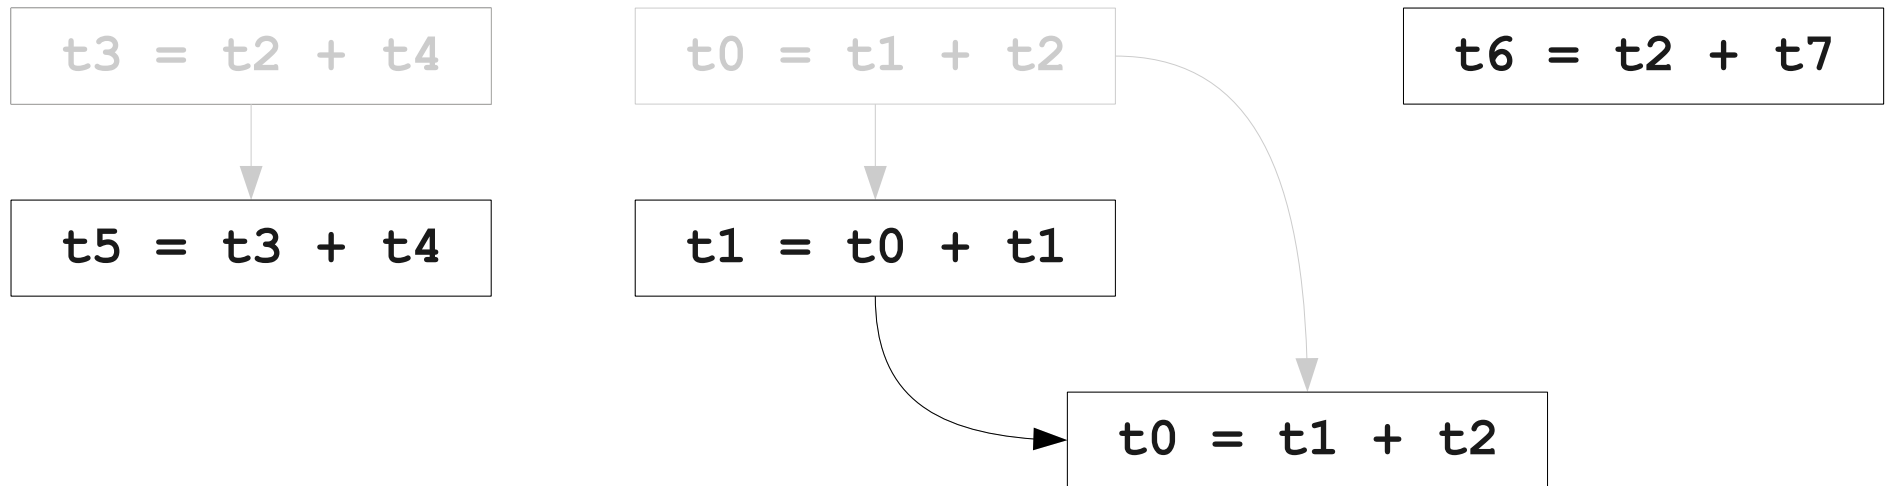 t3 = t2 + t4
t0 = t1 + t2
t6 = t2 + t7
t5 = t3 + t4
t1 = t0 + t1
t0 = t1 + t2